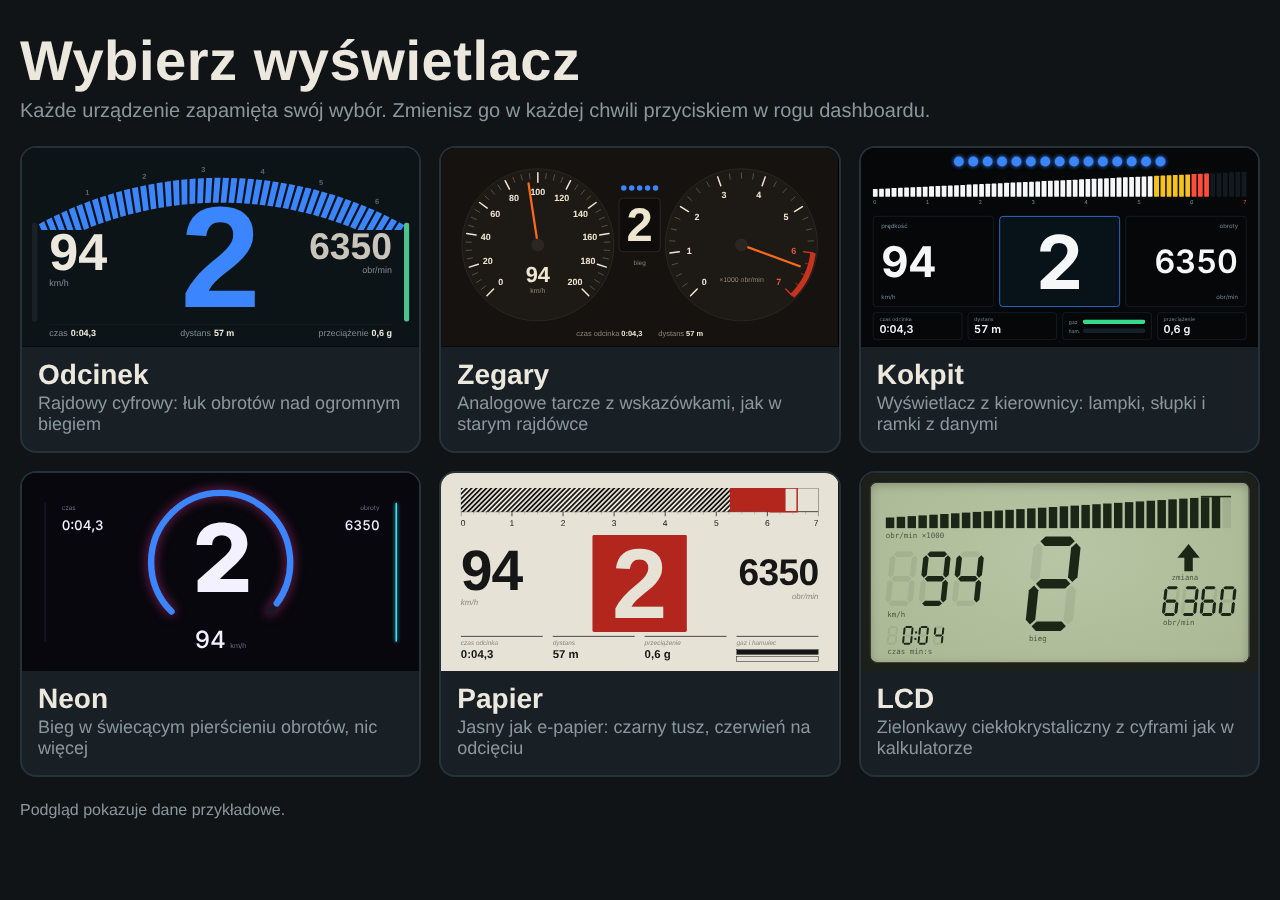 Wybierz wyświetlacz
Każde urządzenie zapamięta swój wybór. Zmienisz go w każdej chwili przyciskiem w rogu dashboardu.
1 2 3 4 5 6
94 2 6350
km/h obr/min
czas 0:04,3 dystans 57 m przeciążenie 0,6 g
Odcinek
Rajdowy cyfrowy: łuk obrotów nad ogromnym
biegiem
0 20 40 60 80 100 120 140 160 180 200
94
km/h
2
bieg
0 1 2 3 4 5 6 7
×1000 obr/min
czas odcinka 0:04,3 dystans 57 m
Zegary
Analogowe tarcze z wskazówkami, jak w
starym rajdówce
0 1 2 3 4 5 6 7
prędkość obroty
94 2 6350
km/h obr/min
czas odcinka dystans gaz przeciążenie
0:04,3 57 m ham. 0,6 g
Kokpit
Wyświetlacz z kierownicy: lampki, słupki i
ramki z danymi
czas obroty
0:04,3 2 6350
94 km/h
Neon
Bieg w świecącym pierścieniu obrotów, nic
więcej
0 1 2 3 4 5 6 7
94 2 6350
km/h obr/min
czas odcinka dystans przeciążenie gaz i hamulec
0:04,3 57 m 0,6 g
Papier
Jasny jak e-papier: czarny tusz, czerwień na
odcięciu
obr/min ×1000
94 2
zmiana
6360
km/h obr/min
0:04 bieg
czas min:s
LCD
Zielonkawy ciekłokrystaliczny z cyframi jak w
kalkulatorze
Podgląd pokazuje dane przykładowe.